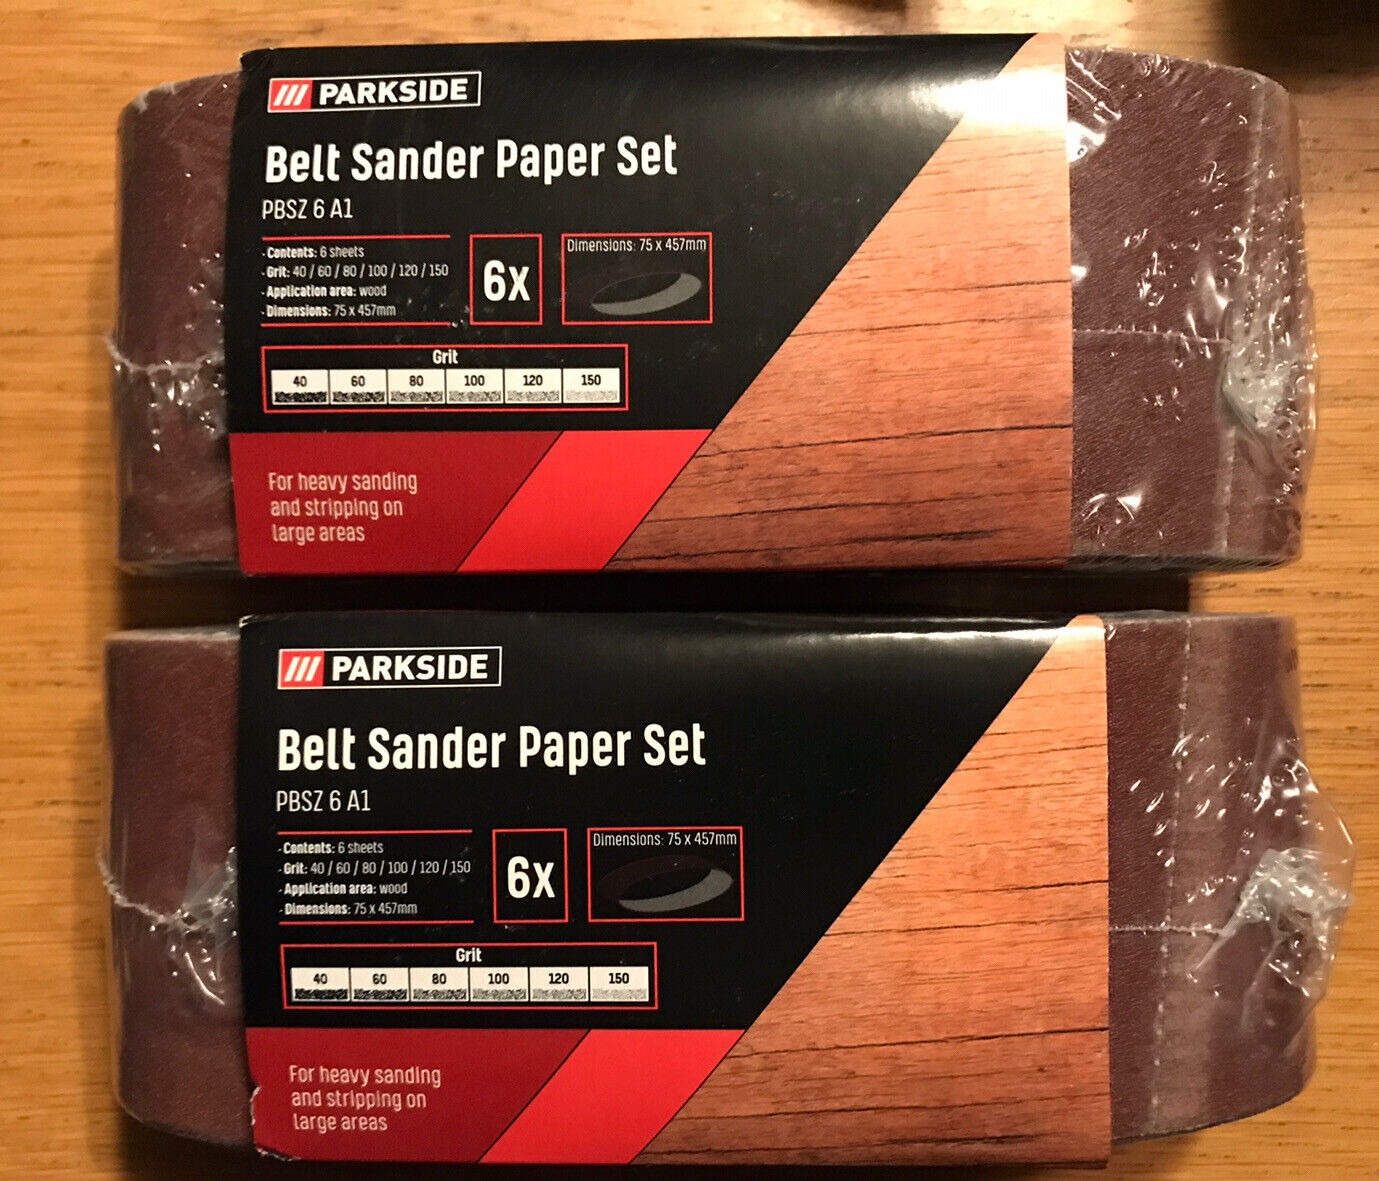 PARKSIDE
Belt Sander Paper Set
PBSZ 6 A1
- Contents: 6 sheets
- Grit: 40 / 60 / 80 / 100 / 120 / 150
- Application area: wood
- Dimensions: 75 x 457mm
6x
Dimensions: 75 x 457mm
Grit
40 60 80 100 120 150
For heavy sanding
and stripping on
large areas
PARKSIDE
Belt Sander Paper Set
PBSZ 6 A1
- Contents: 6 sheets
- Grit: 40 / 60 / 80 / 100 / 120 / 150
- Application area: wood
- Dimensions: 75 x 457mm
6x
Dimensions: 75 x 457mm
Grit
40 60 80 100 120 150
For heavy sanding
and stripping on
large areas